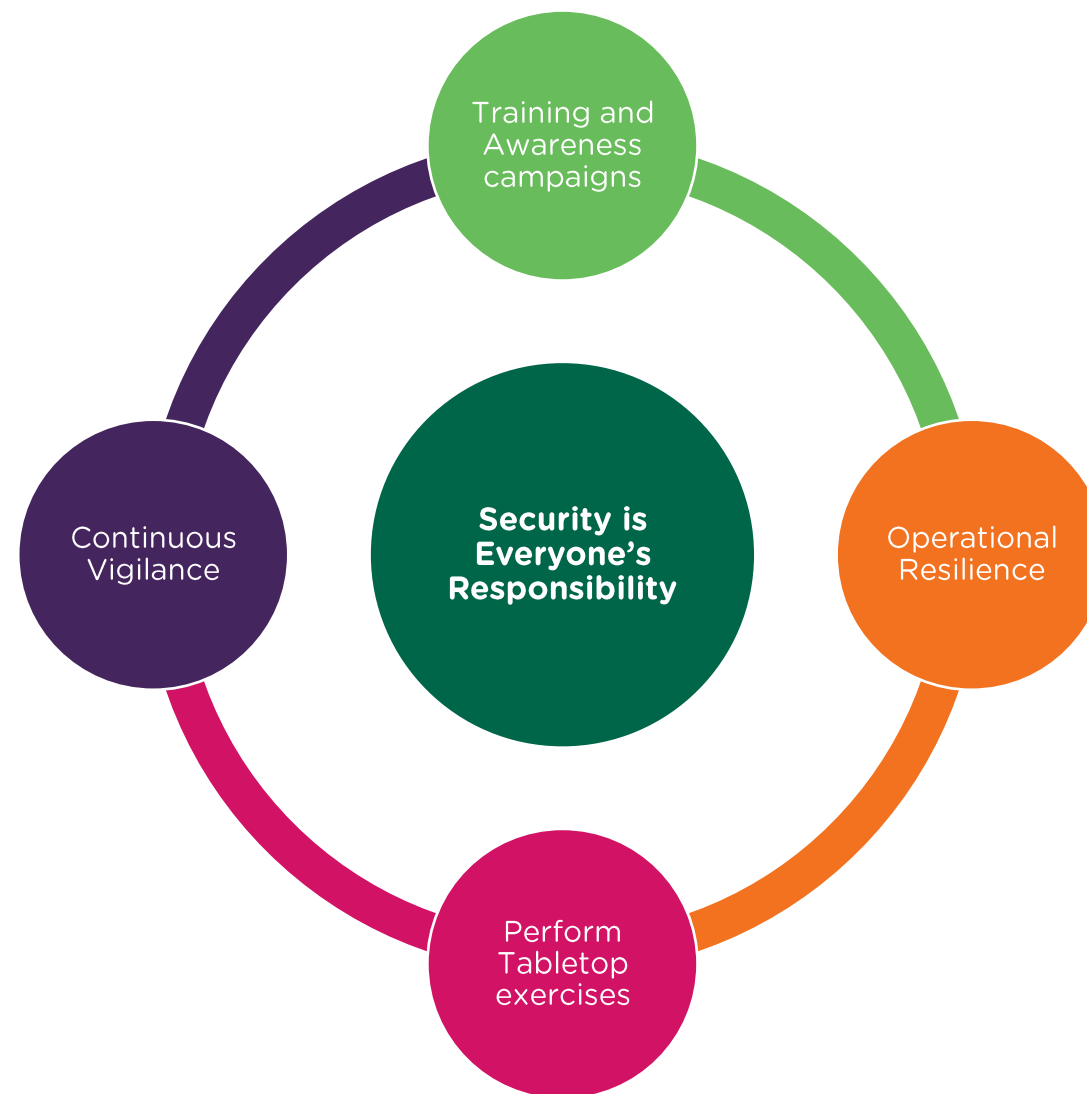 Training and
Awareness
campaigns
Continuous
Vigilance
Security is
Everyone’s
Responsibility
Operational
Resilience
Perform
Tabletop
exercises